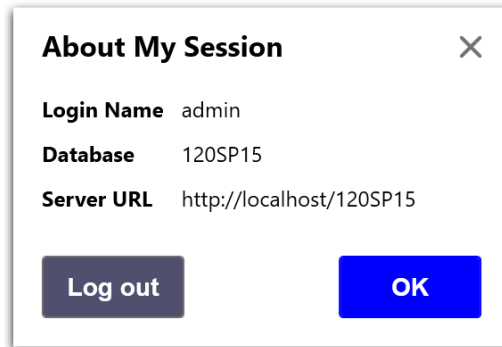 About My Session
Login Name admin
Database 120SP15
Server URL http://localhost/120SP15
Log out OK